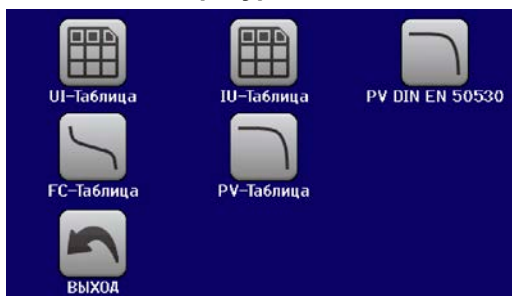 UI-Таблица
IU-Таблица
PV DIN EN 50530
FC-Таблица
PV-Таблица
ВЫХОД